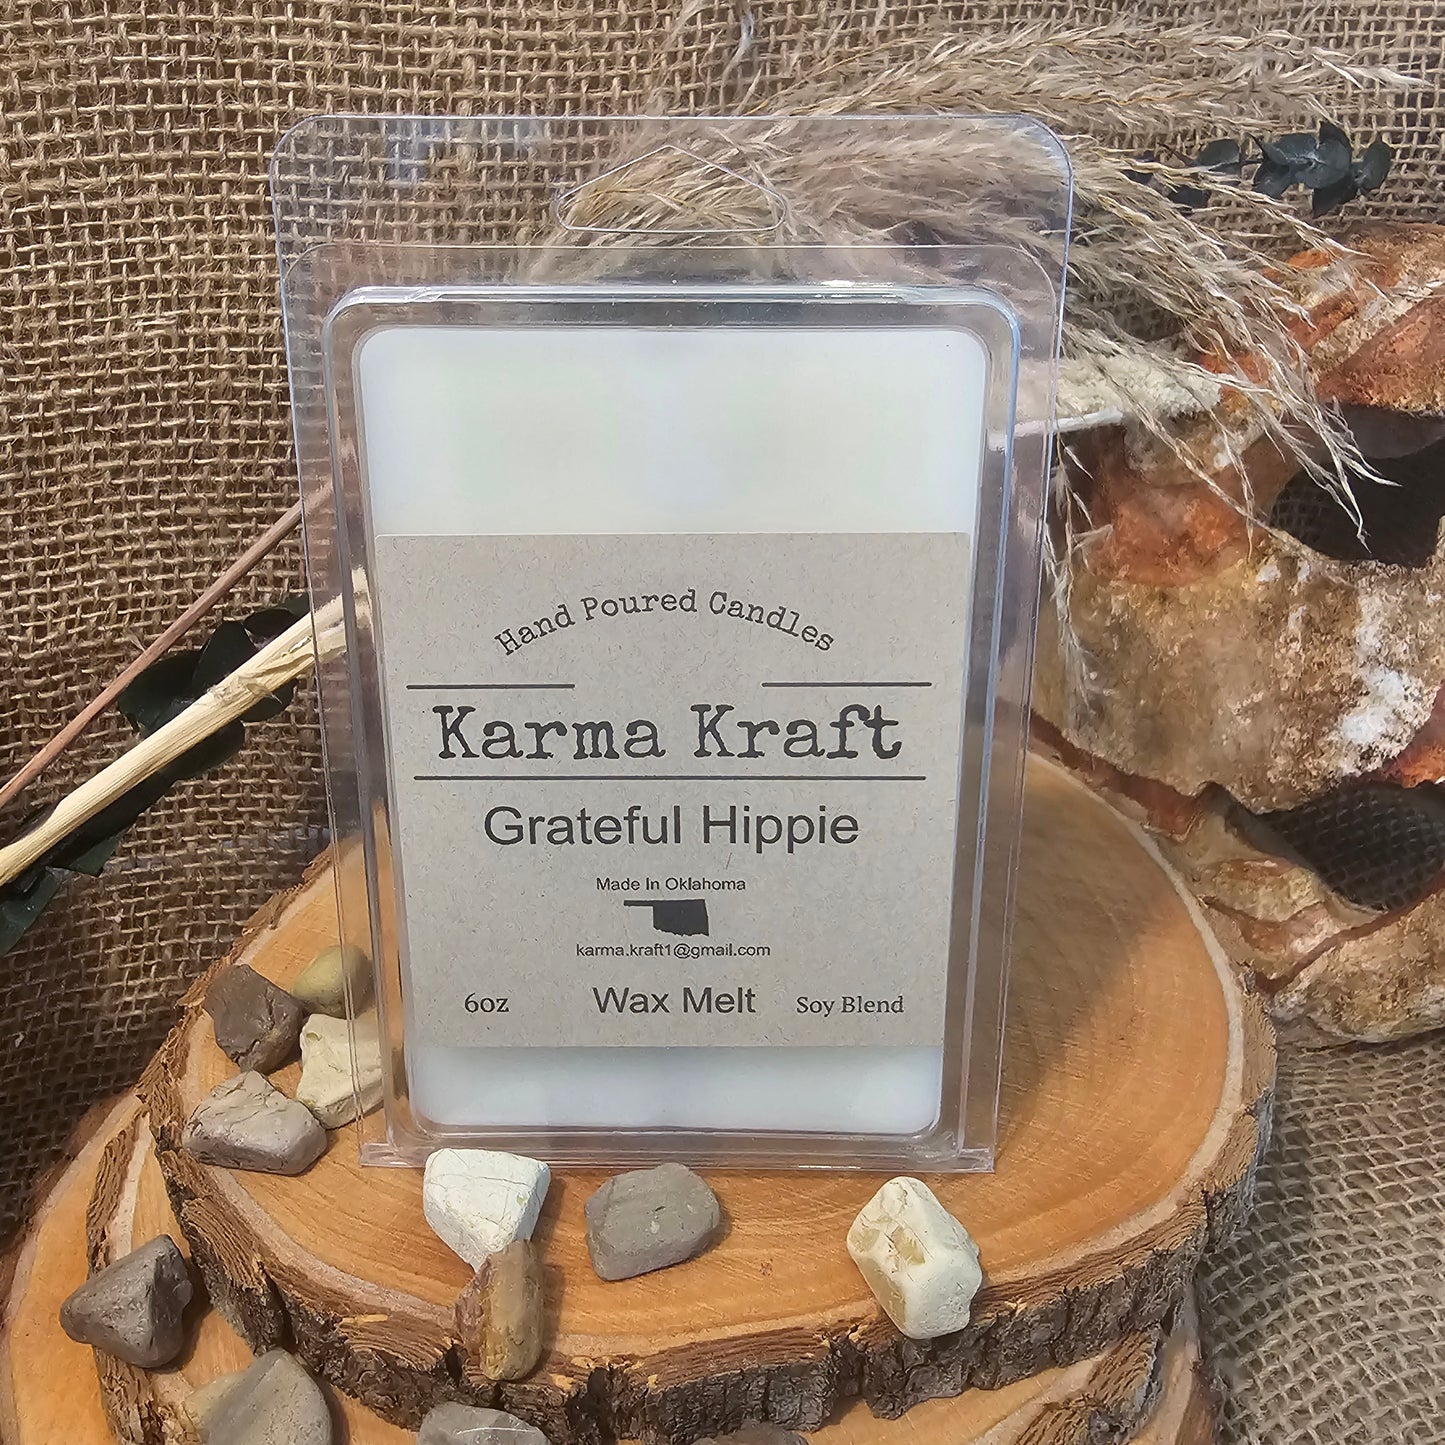 Hand Poured Candles
Karma Kraft
Grateful Hippie
Made In Oklahoma
karma.kraft1@gmail.com
6oz Wax Melt Soy Blend